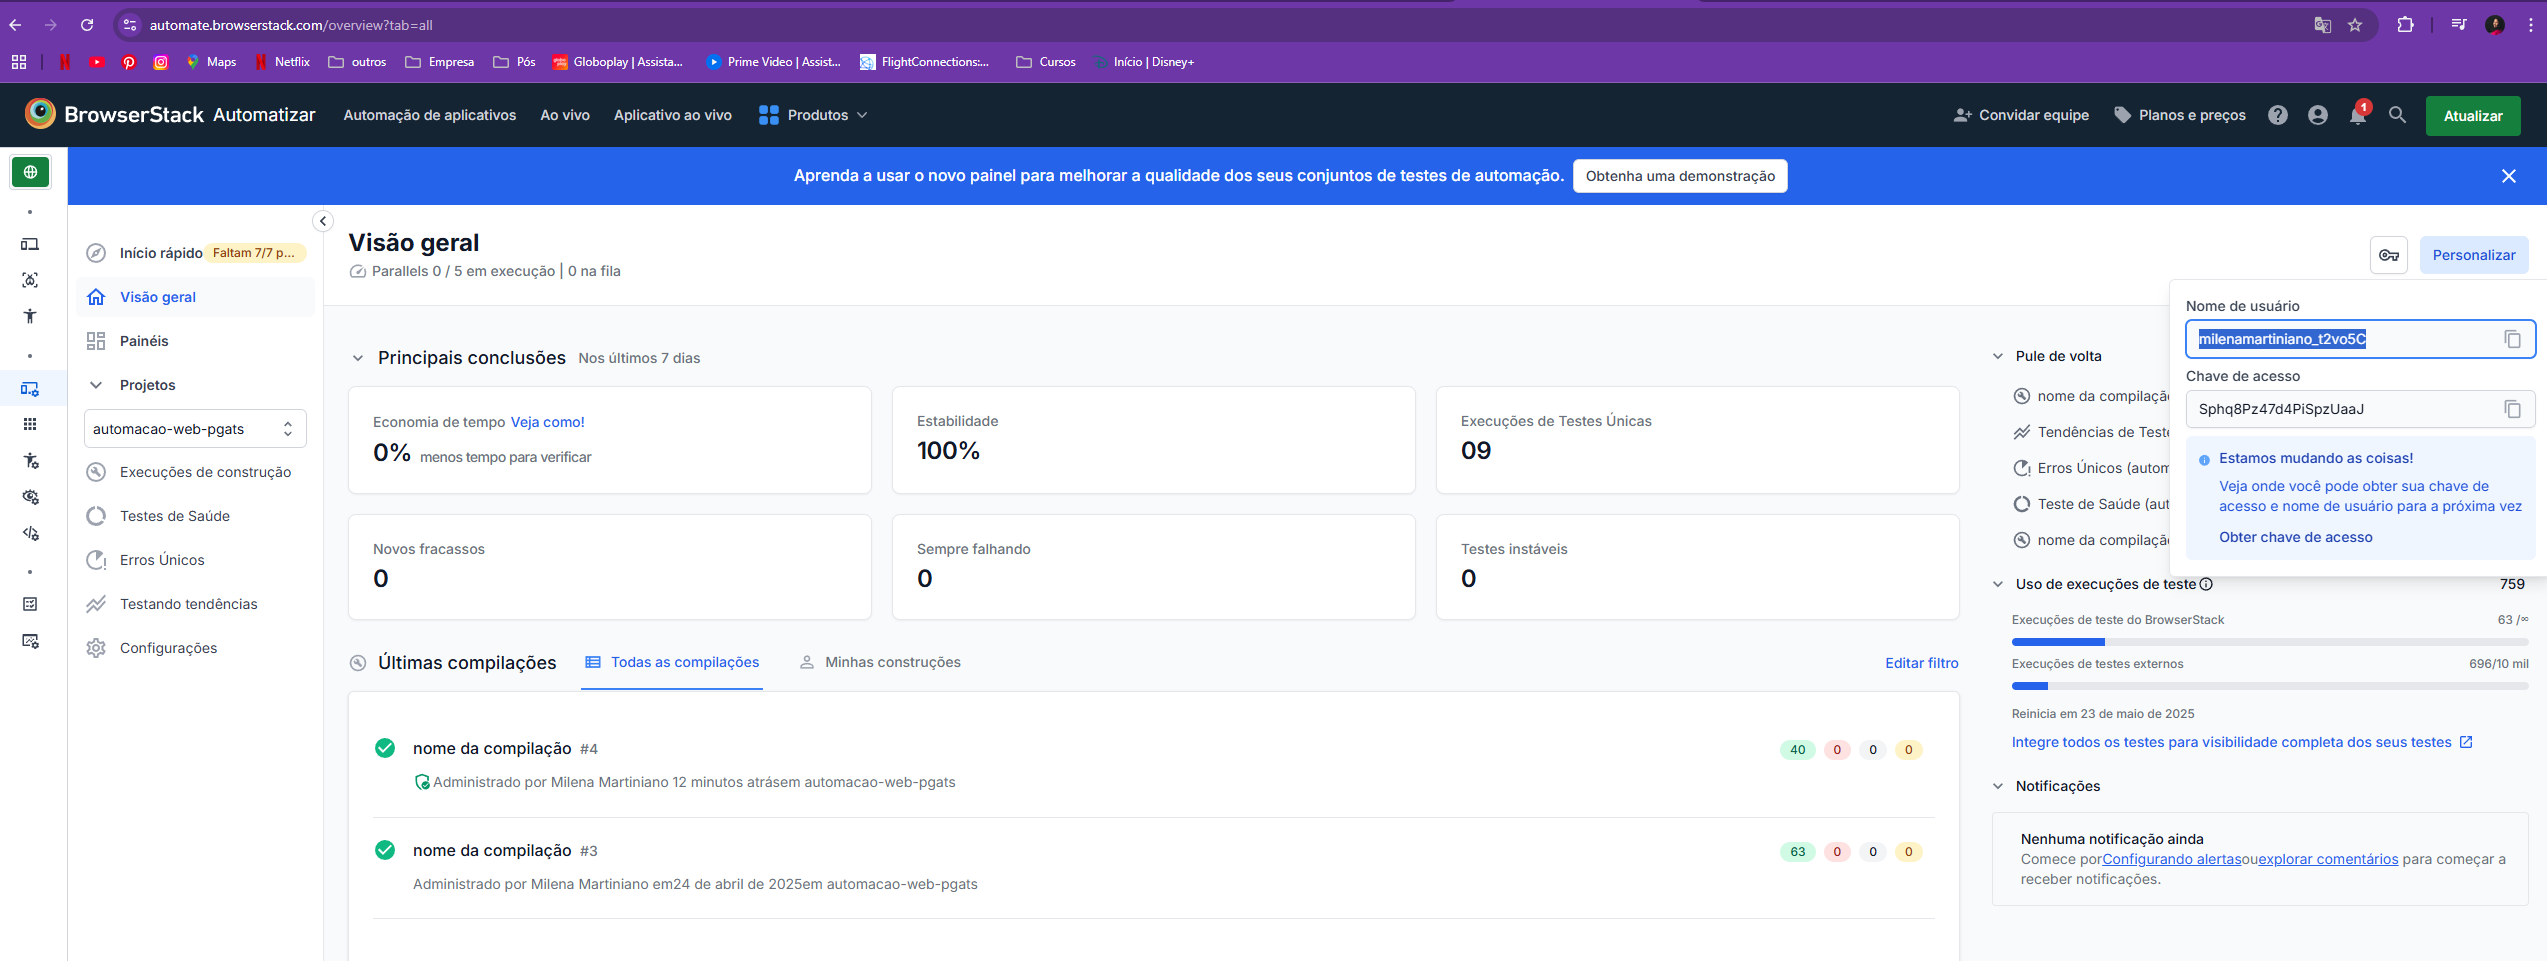 automate.browserstack.com/overview?tab=all
Maps
Netflix
outros
Empresa
Pós
Globoplay | Assista...
Prime Video | Assist...
FlightConnections:...
Cursos
Início | Disney+
BrowserStack Automatizar
Automação de aplicativos
Ao vivo
Aplicativo ao vivo
Produtos
Convidar equipe
Planos e preços
1
Atualizar
Aprenda a usar o novo painel para melhorar a qualidade dos seus conjuntos de testes de automação.
Obtenha uma demonstração
Início rápido
Faltam 7/7 p...
Visão geral
Painéis
Projetos
automacao-web-pgats
Execuções de construção
Testes de Saúde
Erros Únicos
Testando tendências
Configurações
Visão geral
Parallels 0 / 5 em execução | 0 na fila
Personalizar
Nome de usuário
milenamartiniano_t2vo5C
Chave de acesso
Sphq8Pz47d4PiSpzUaaJ
Estamos mudando as coisas!
Veja onde você pode obter sua chave de
acesso e nome de usuário para a próxima vez
Obter chave de acesso
Principais conclusões
Nos últimos 7 dias
Economia de tempo Veja como!
0% menos tempo para verificar
Estabilidade
100%
Execuções de Testes Únicas
09
Novos fracassos
0
Sempre falhando
0
Testes instáveis
0
Últimas compilações
Todas as compilações
Minhas construções
Editar filtro
nome da compilação #4
40 0 0 0
Administrado por Milena Martiniano 12 minutos atrásem automacao-web-pgats
nome da compilação #3
63 0 0 0
Administrado por Milena Martiniano em24 de abril de 2025em automacao-web-pgats
Pule de volta
nome da compilação
Tendências de Teste
Erros Únicos (autom
Teste de Saúde (aut
nome da compilação
Uso de execuções de teste
759
Execuções de teste do BrowserStack
63 /∞
Execuções de testes externos
696/10 mil
Reinicia em 23 de maio de 2025
Integre todos os testes para visibilidade completa dos seus testes
Notificações
Nenhuma notificação ainda
Comece porConfigurando alertasouexplorar comentários para começar a
receber notificações.